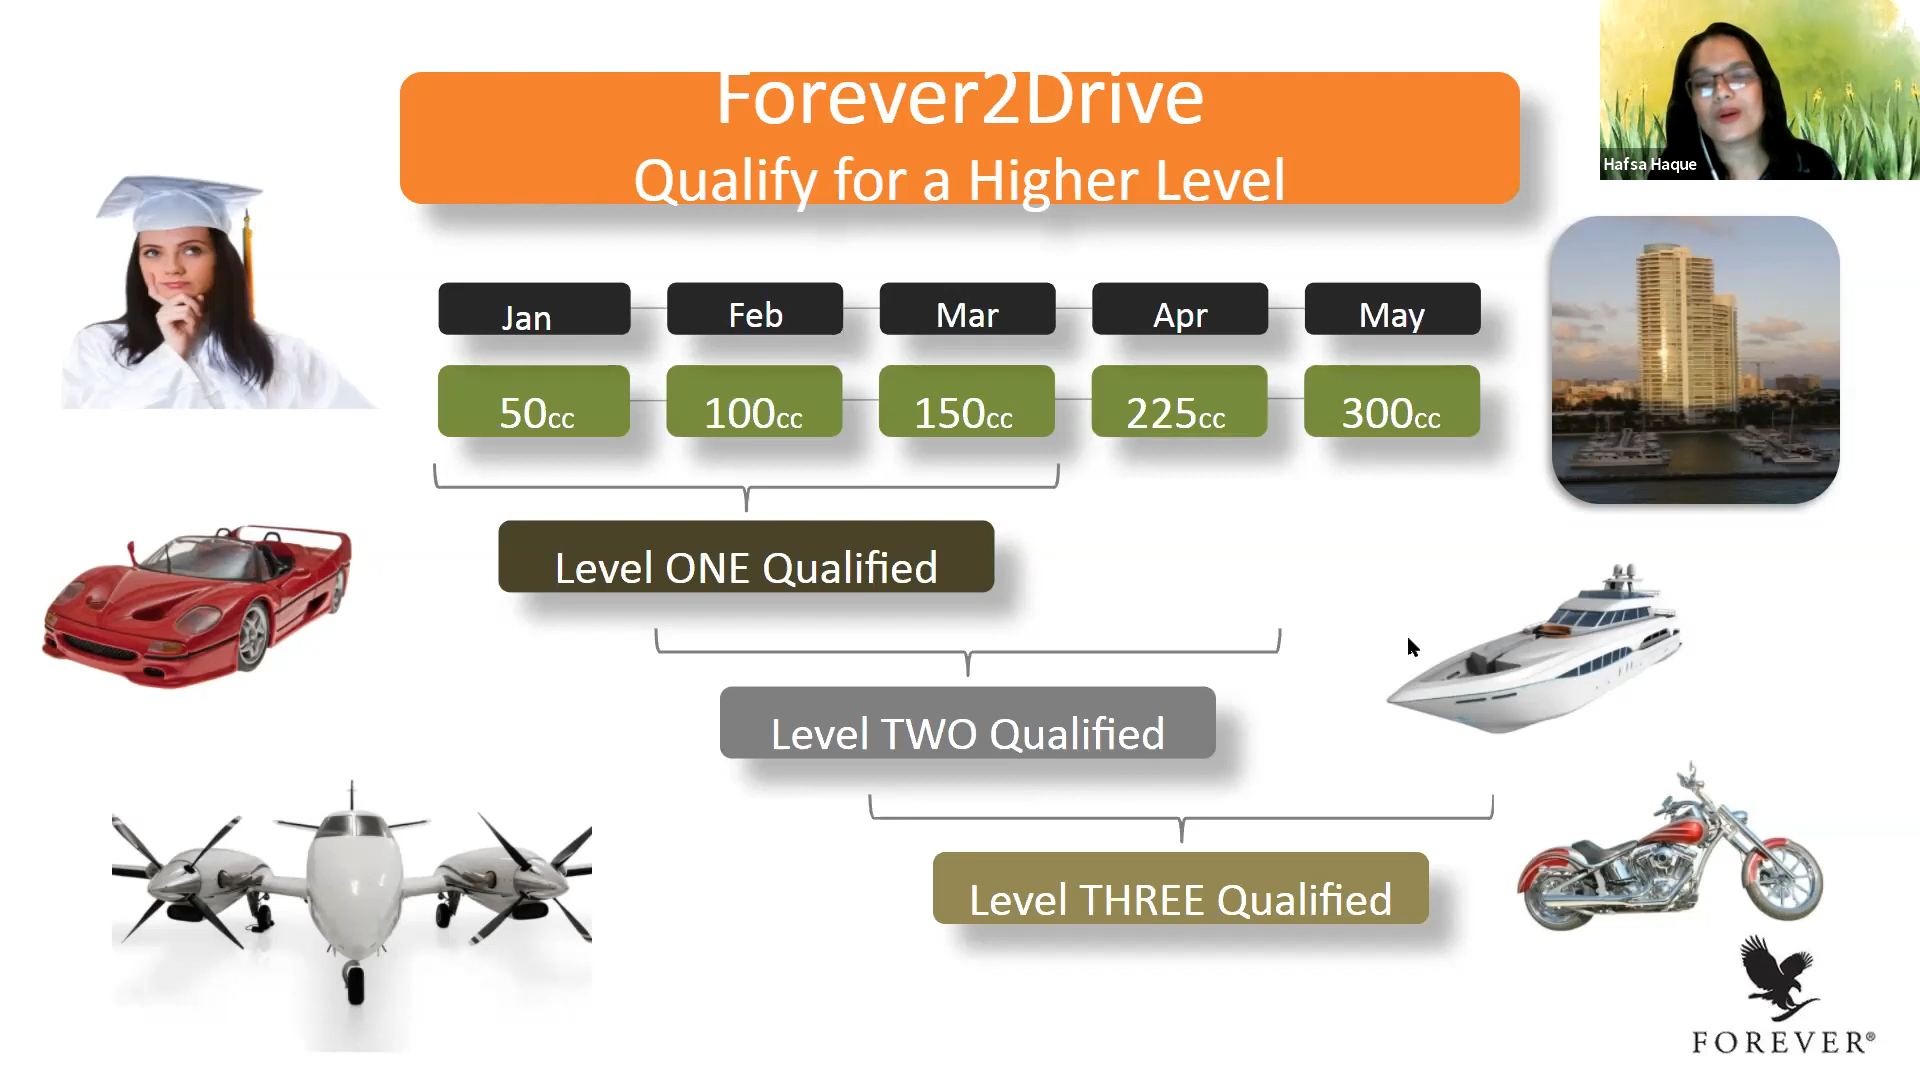 Forever2Drive
Qualify for a Higher Level
Hafsa Haque
Jan Feb Mar Apr May
50cc 100cc 150cc 225cc 300cc
Level ONE Qualified
Level TWO Qualified
Level THREE Qualified
FOREVER®